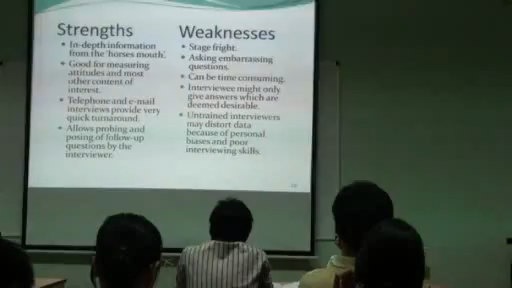 Strengths
• In-depth information
from the 'horses mouth'.
• Good for measuring
attitudes and most
other content of
interest.
• Telephone and e-mail
interviews provide very
quick turnaround.
• Allows probing and
posing of follow-up
questions by the
interviewer.
Weaknesses
• Stage fright.
• Asking embarrassing
questions.
• Can be time consuming.
• Interviewee might only
give answers which are
deemed desirable.
• Untrained interviewers
may distort data
because of personal
biases and poor
interviewing skills.